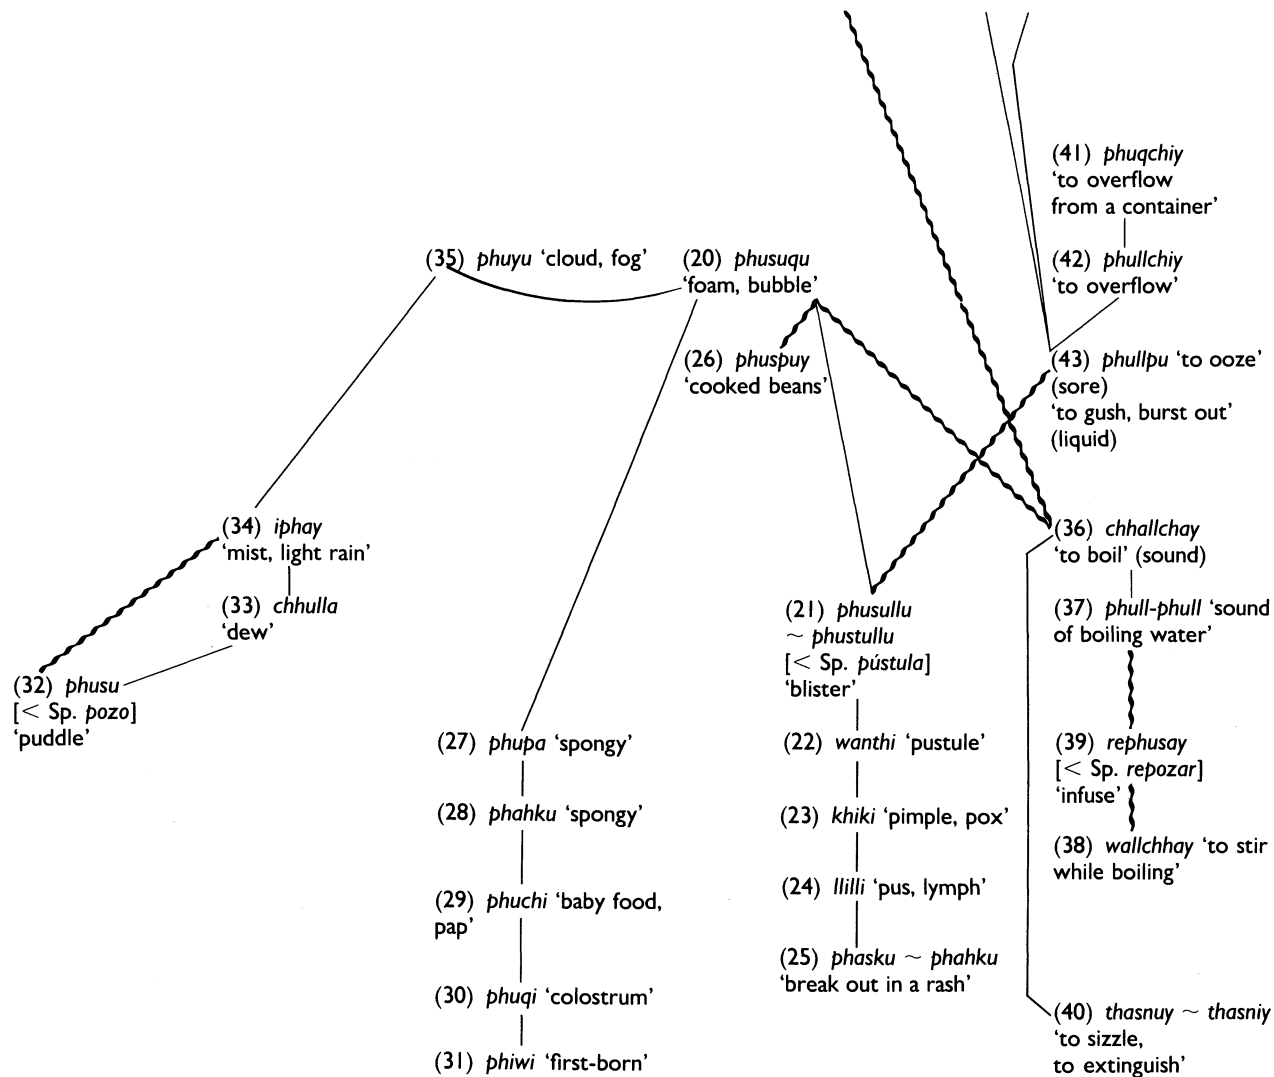 (41) phuqchiy
‘to overflow
from a container’
(35) phuyu ‘cloud, fog’
(20) phusuqu
‘foam, bubble’
(42) phullchiy
‘to overflow’
(26) phuspuy
‘cooked beans’
(43) phullpu ‘to ooze’
(sore)
‘to gush, burst out’
(liquid)
(34) iphay
‘mist, light rain’
(36) chhallchay
‘to boil’ (sound)
(33) chhulla
‘dew’
(21) phusullu
~ phustullu
[< Sp. pústula]
‘blister’
(37) phull-phull ‘sound
of boiling water’
(32) phusu
[< Sp. pozo]
‘puddle’
(27) phupa ‘spongy’
(22) wanthi ‘pustule’
(39) rephusay
[< Sp. repozar]
‘infuse’
(28) phahku ‘spongy’
(23) khiki ‘pimple, pox’
(38) wallchhay ‘to stir
while boiling’
(29) phuchi ‘baby food,
pap’
(24) llilli ‘pus, lymph’
(25) phasku ~ phahku
‘break out in a rash’
(30) phuqi ‘colostrum’
(40) thasnuy ~ thasniy
‘to sizzle,
to extinguish’
(31) phiwi ‘first-born’